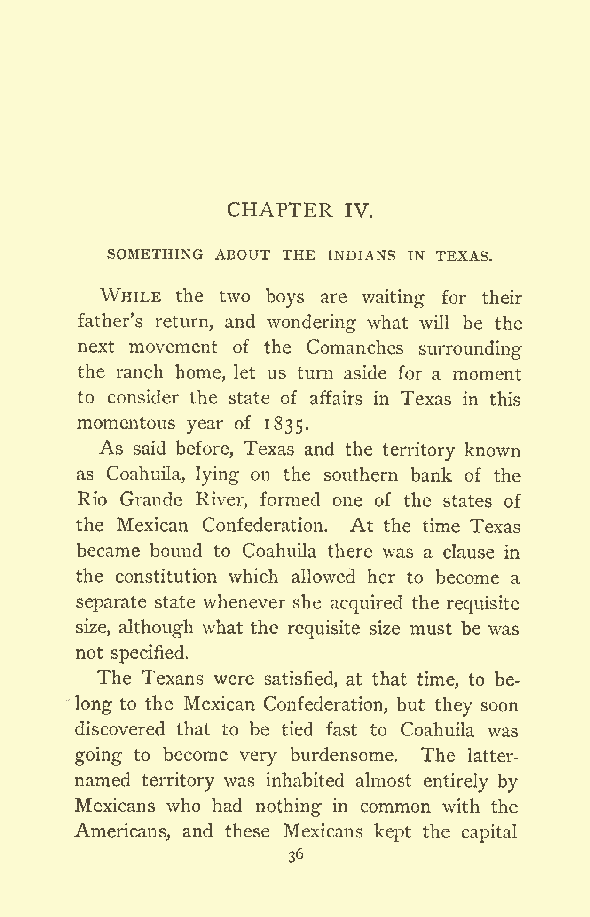 CHAPTER IV.
SOMETHING ABOUT THE INDIANS IN TEXAS.
WHILE the two boys are waiting for their
father's return, and wondering what will be the
next movement of the Comanches surrounding
the ranch home, let us turn aside for a moment
to consider the state of affairs in Texas in this
momentous year of 1835.
As said before, Texas and the territory known
as Coahuila, lying on the southern bank of the
Rio Grande River, formed one of the states of
the Mexican Confederation. At the time Texas
became bound to Coahuila there was a clause in
the constitution which allowed her to become a
separate state whenever she acquired the requisite
size, although what the requisite size must be was
not specified.
The Texans were satisfied, at that time, to be-
long to the Mexican Confederation, but they soon
discovered that to be tied fast to Coahuila was
going to become very burdensome. The latter-
named territory was inhabited almost entirely by
Mexicans who had nothing in common with the
Americans, and these Mexicans kept the capital
36